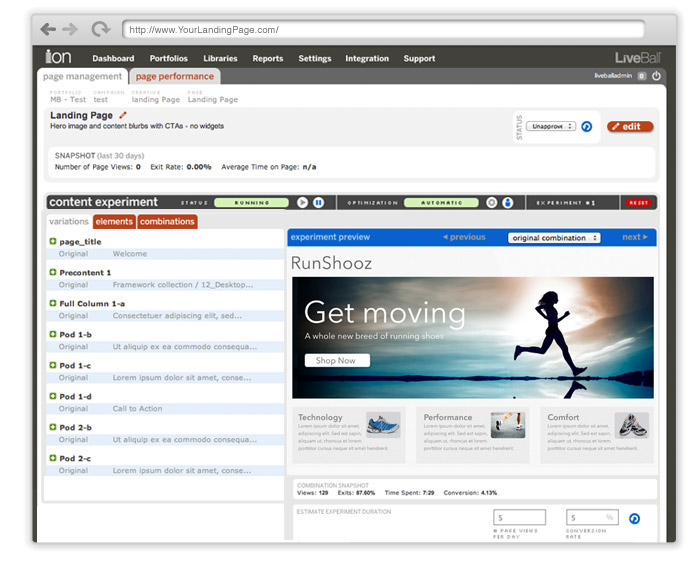 http://www.YourLandingPage.com/
ion Dashboard Portfolios Libraries Reports Settings Integration Support LiveBall
page management page performance liveballadmin
PORTFOLIO CAMPAIGN CREATIVE PAGE
MB - Test test landing Page Landing Page
Landing Page
Hero image and content blurbs with CTAs - no widgets
STATUS Unapprove edit
SNAPSHOT (last 30 days)
Number of Page Views: 0 Exit Rate: 0.00% Average Time on Page: n/a
content experiment STATUS RUNNING OPTIMIZATION AUTOMATIC EXPERIMENT #1 RESET
variations elements combinations
page_title
Original Welcome
Precontent 1
Original Framework collection / 12_Desktop...
Full Column 1-a
Original Consectetuer adipiscing elit, sed...
Pod 1-b
Original Ut aliquip ex ea commodo consequa...
Pod 1-c
Original Lorem ipsum dolor sit amet, conse...
Pod 1-d
Original Call to Action
Pod 2-b
Original Ut aliquip ex ea commodo consequa...
Pod 2-c
Original Lorem ipsum dolor sit amet, conse...
experiment preview previous original combination next
RunShooz
Get moving
A whole new breed of running shoes
Shop Now
Technology
Lorem ipsum dolor sit amet,
adipiscing elit, sed aliquam
aliquam ut. rhoncus et lorem.
porttitor cursus neque sit amet hendrerit.
Performance
Lorem ipsum dolor sit amet,
adipiscing elit, sed aliquam
aliquam ut. rhoncus et lorem.
porttitor cursus neque sit amet hendrerit.
Comfort
Lorem ipsum dolor sit amet,
adipiscing elit, sed aliquam
aliquam ut. rhoncus et lorem.
porttitor cursus neque sit amet hendrerit.
COMBINATION SNAPSHOT
Views: 129 Exits: 87.60% Time Spent: 7:29 Conversion: 4.13%
ESTIMATE EXPERIMENT DURATION
5 5 %
# PAGE VIEWS PER DAY CONVERSION RATE